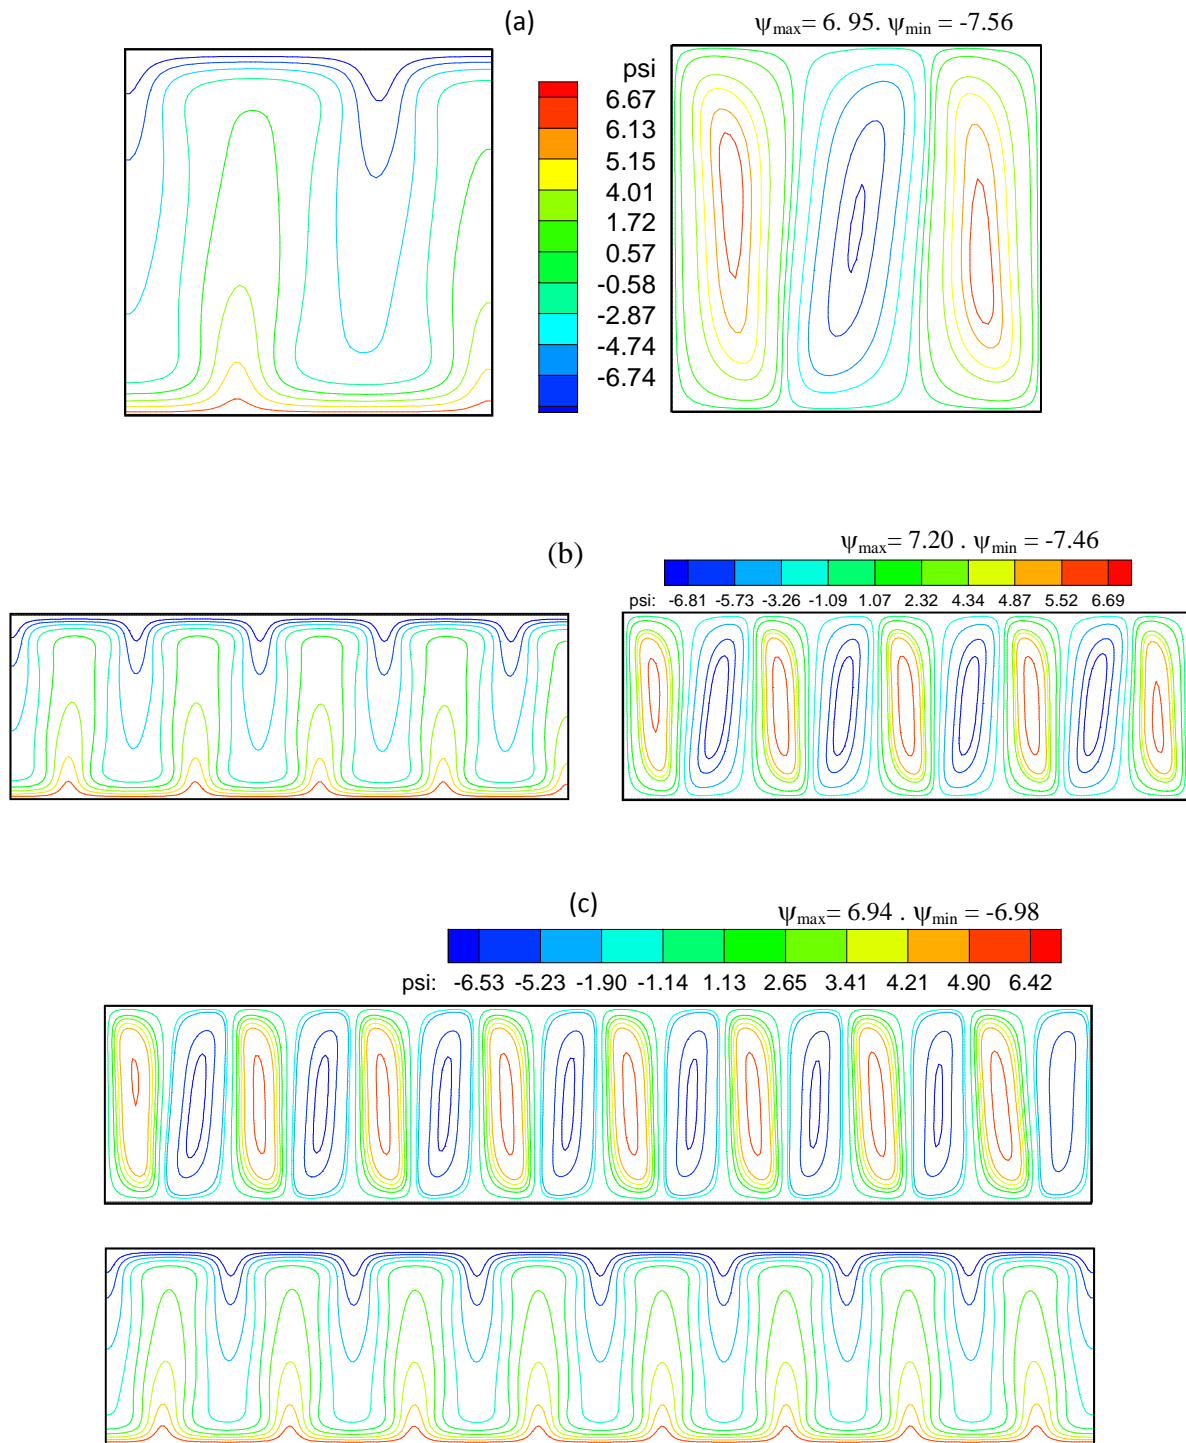 (a)
ψmax= 6. 95. ψmin = -7.56
psi
6.67
6.13
5.15
4.01
1.72
0.57
-0.58
-2.87
-4.74
-6.74
(b)
ψmax= 7.20 . ψmin = -7.46
psi: -6.81 -5.73 -3.26 -1.09 1.07 2.32 4.34 4.87 5.52 6.69
(c)
ψmax= 6.94 . ψmin = -6.98
psi: -6.53 -5.23 -1.90 -1.14 1.13 2.65 3.41 4.21 4.90 6.42